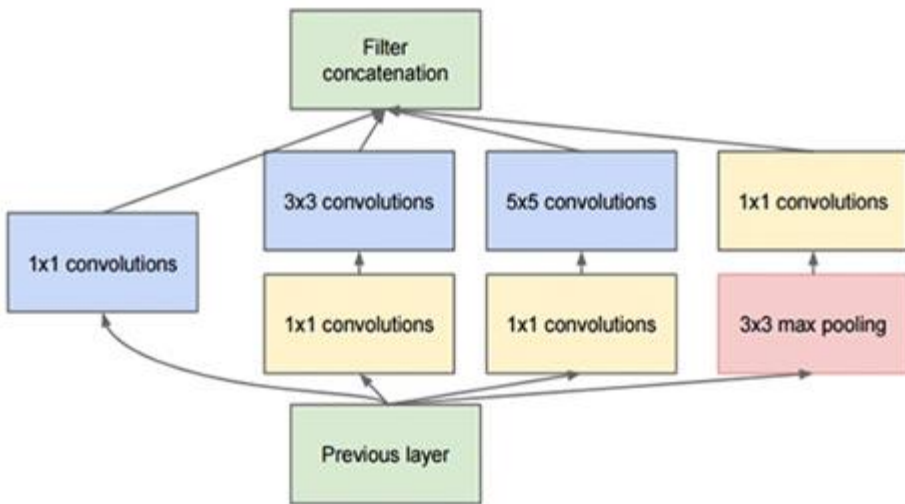 Filter
concatenation
3x3 convolutions
5x5 convolutions
1x1 convolutions
1x1 convolutions
1x1 convolutions
1x1 convolutions
3x3 max pooling
Previous layer